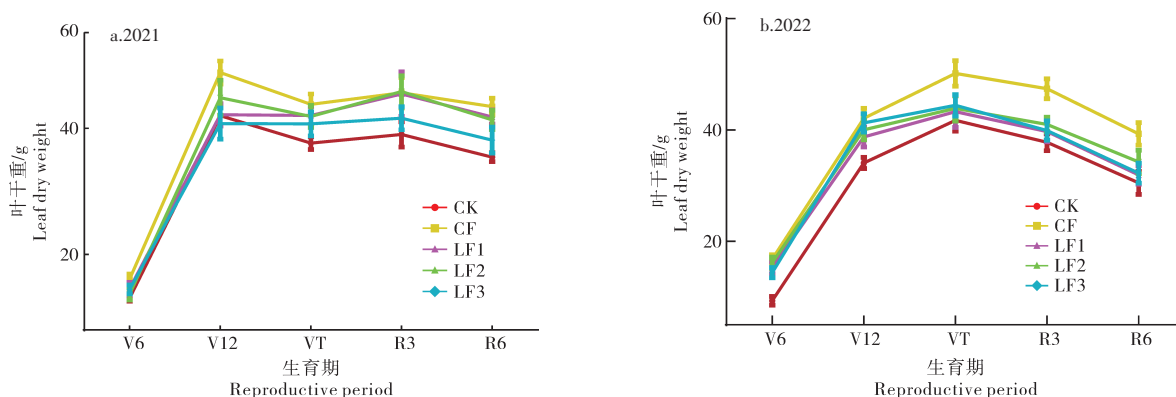 a.2021
60
40
20
叶干重/g
Leaf dry weight
CK
CF
LF1
LF2
LF3
V6 V12 VT R3 R6
生育期
Reproductive period
b.2022
60
40
20
叶干重/g
Leaf dry weight
CK
CF
LF1
LF2
LF3
V6 V12 VT R3 R6
生育期
Reproductive period